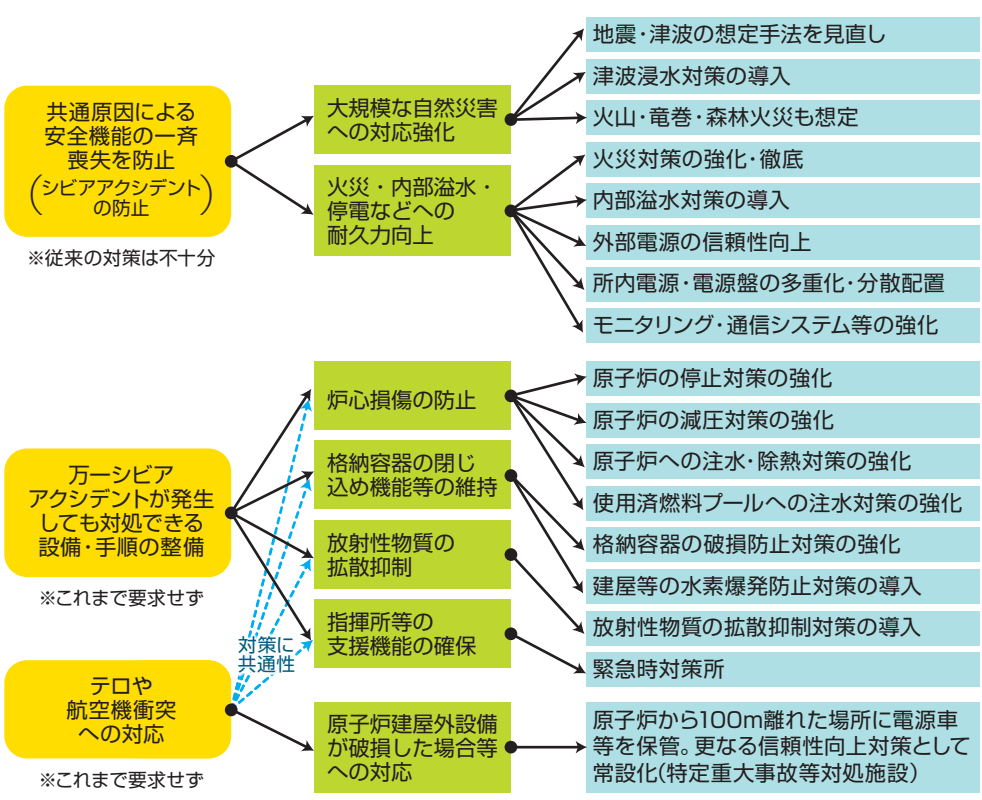 共通原因による
安全機能の一斉
喪失を防止
(シビアアクシデント
の防止)
※従来の対策は不十分
大規模な自然災害
への対応強化
火災・内部溢水・
停電などへの
耐久力向上
地震・津波の想定手法を見直し
津波浸水対策の導入
火山・竜巻・森林火災も想定
火災対策の強化・徹底
内部溢水対策の導入
外部電源の信頼性向上
所内電源・電源盤の多重化・分散配置
モニタリング・通信システム等の強化
万一シビア
アクシデントが発生
しても対処できる
設備・手順の整備
※これまで要求せず
炉心損傷の防止
格納容器の閉じ
込め機能等の維持
放射性物質の
拡散抑制
指揮所等の
支援機能の確保
原子炉の停止対策の強化
原子炉の減圧対策の強化
原子炉への注水・除熱対策の強化
使用済燃料プールへの注水対策の強化
格納容器の破損防止対策の強化
建屋等の水素爆発防止対策の導入
放射性物質の拡散抑制対策の導入
緊急時対策所
対策に
共通性
テロや
航空機衝突
への対応
※これまで要求せず
原子炉建屋外設備
が破損した場合等
への対応
原子炉から100m離れた場所に電源車
等を保管。更なる信頼性向上対策として
常設化(特定重大事故等対処施設)